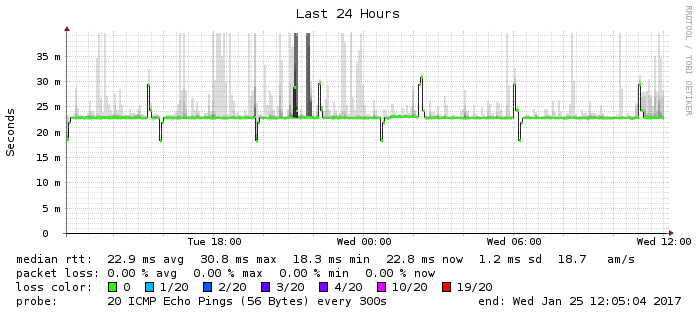 Last 24 Hours
RRDTOOL / TOBI OETIKER
Seconds
35 m
30 m
25 m
20 m
15 m
10 m
5 m
0
Tue 18:00 Wed 00:00 Wed 06:00 Wed 12:00
median rtt: 22.9 ms avg 30.8 ms max 18.3 ms min 22.8 ms now 1.2 ms sd 18.7 am/s
packet loss: 0.00 % avg 0.00 % max 0.00 % min 0.00 % now
loss color: 0 1/20 2/20 3/20 4/20 10/20 19/20
probe: 20 ICMP Echo Pings (56 Bytes) every 300s end: Wed Jan 25 12:05:04 2017